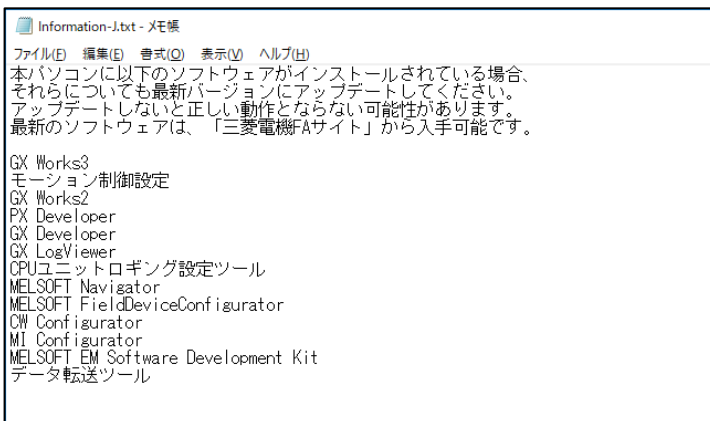 Information-J.txt - メモ帳
ファイル(F) 編集(E) 書式(O) 表示(V) ヘルプ(H)
本パソコンに以下のソフトウェアがインストールされている場合、
それらについても最新バージョンにアップデートしてください。
アップデートしないと正しい動作とならない可能性があります。
最新のソフトウェアは、「三菱電機FAサイト」から入手可能です。
GX Works3
モーション制御設定
GX Works2
PX Developer
GX Developer
GX LogViewer
CPUユニットロギング設定ツール
MELSOFT Navigator
MELSOFT FieldDeviceConfigurator
CW Configurator
MI Configurator
MELSOFT EM Software Development Kit
データ転送ツール